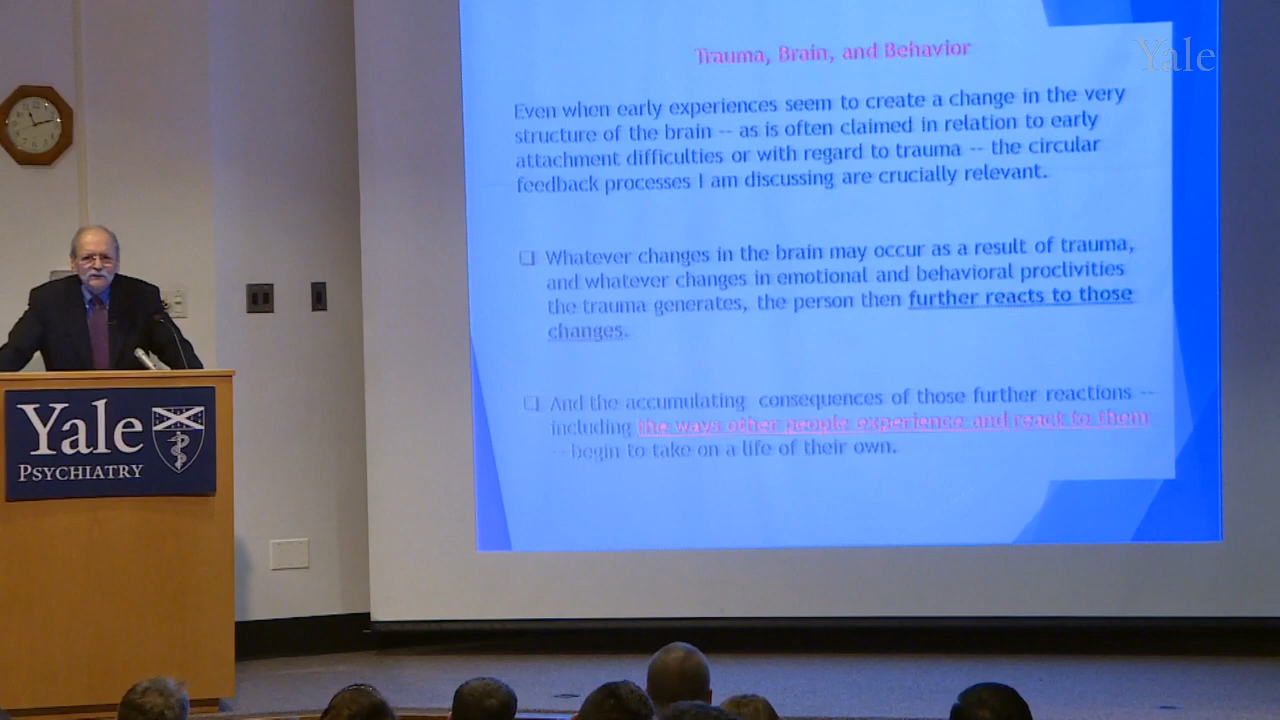 Trauma, Brain, and Behavior
Yale
Even when early experiences seem to create a change in the very
structure of the brain -- as is often claimed in relation to early
attachment difficulties or with regard to trauma -- the circular
feedback processes I am discussing are crucially relevant.
❑ Whatever changes in the brain may occur as a result of trauma,
and whatever changes in emotional and behavioral proclivities
the trauma generates, the person then further reacts to those
changes.
❑ And the accumulating consequences of those further reactions --
including the ways other people experience and react to them
-- begin to take on a life of their own.
Yale
PSYCHIATRY